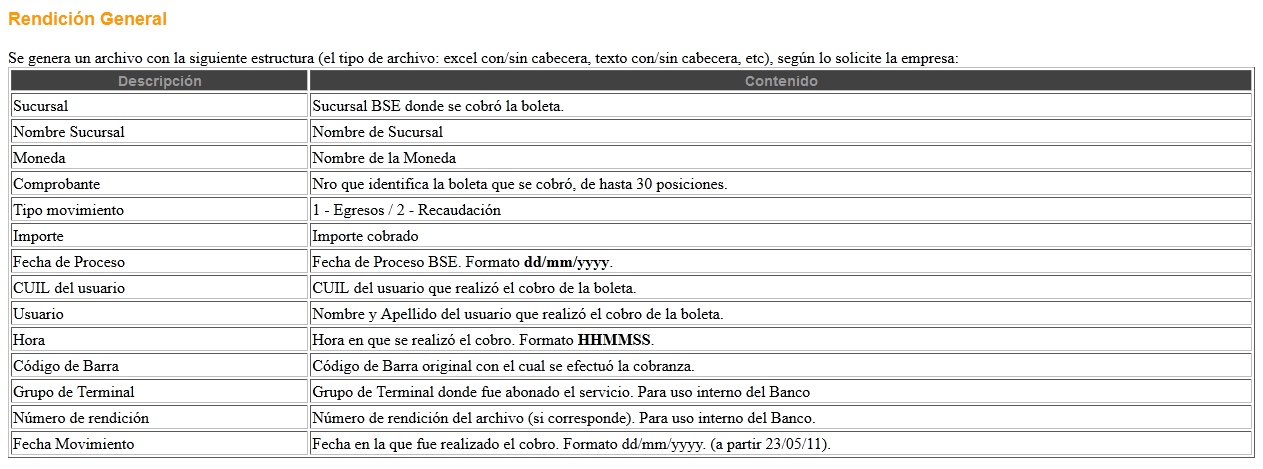 Rendición General
Se genera un archivo con la siguiente estructura (el tipo de archivo: excel con/sin cabecera, texto con/sin cabecera, etc), según lo solicite la empresa:
Descripción Contenido
Sucursal Sucursal BSE donde se cobró la boleta.
Nombre Sucursal Nombre de Sucursal
Moneda Nombre de la Moneda
Comprobante Nro que identifica la boleta que se cobró, de hasta 30 posiciones.
Tipo movimiento 1 - Egresos / 2 - Recaudación
Importe Importe cobrado
Fecha de Proceso Fecha de Proceso BSE. Formato dd/mm/yyyy.
CUIL del usuario CUIL del usuario que realizó el cobro de la boleta.
Usuario Nombre y Apellido del usuario que realizó el cobro de la boleta.
Hora Hora en que se realizó el cobro. Formato HHMMSS.
Código de Barra Código de Barra original con el cual se efectuó la cobranza.
Grupo de Terminal Grupo de Terminal donde fue abonado el servicio. Para uso interno del Banco
Número de rendición Número de rendición del archivo (si corresponde). Para uso interno del Banco.
Fecha Movimiento Fecha en la que fue realizado el cobro. Formato dd/mm/yyyy. (a partir 23/05/11).